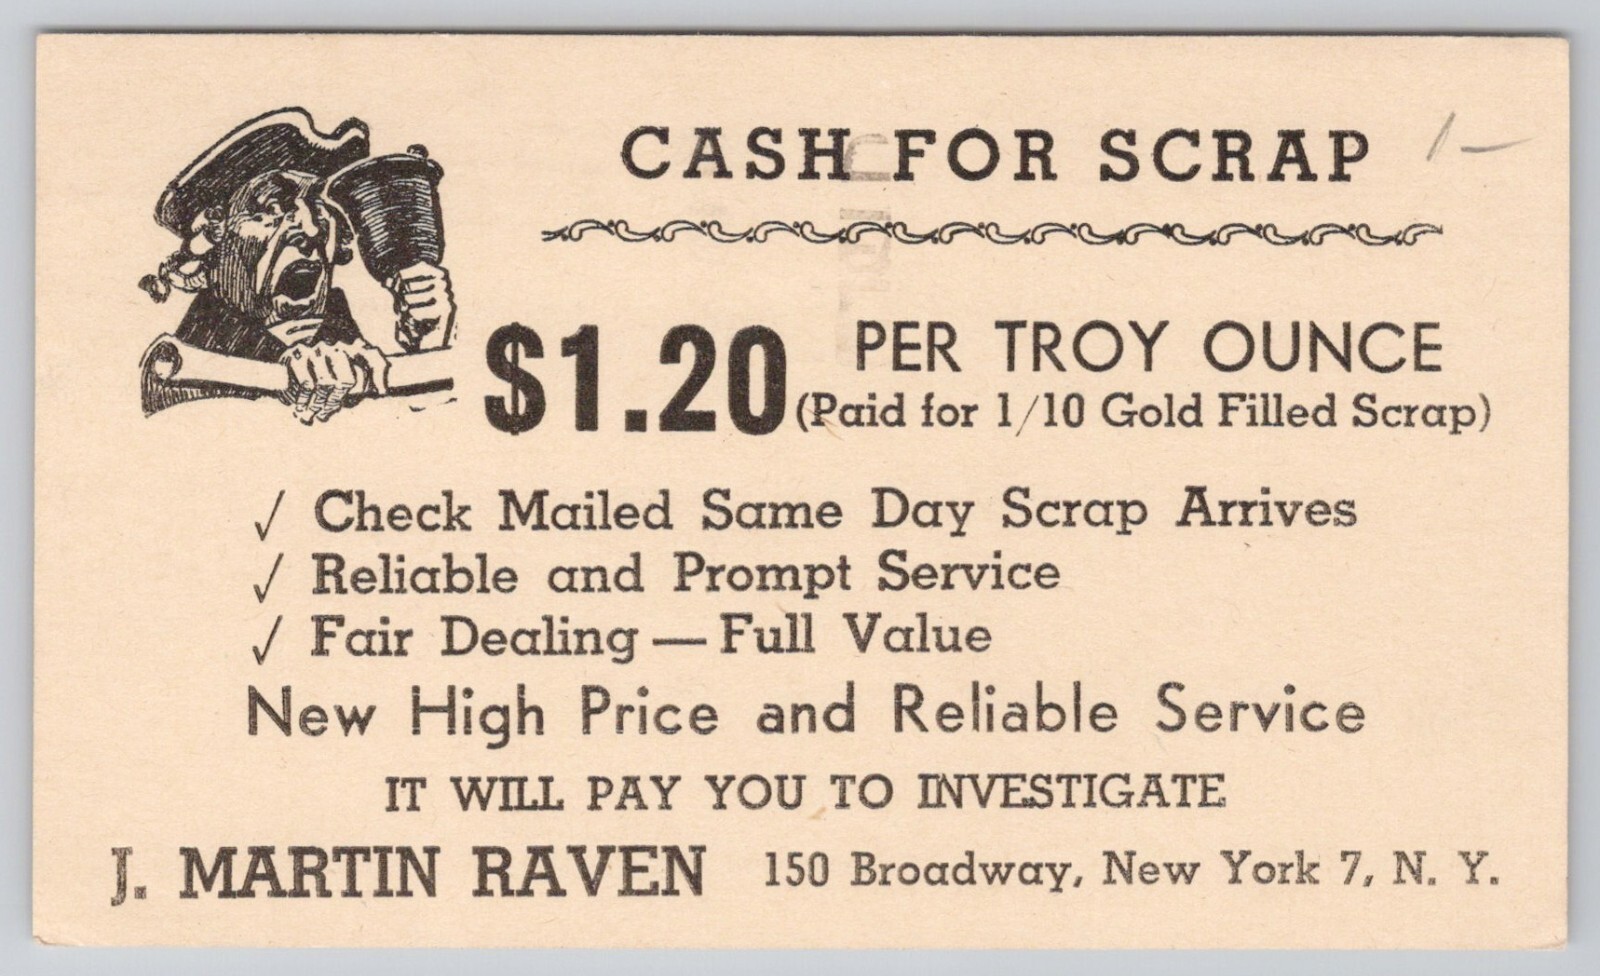 CASH FOR SCRAP
1—
$1.20 PER TROY OUNCE
(Paid for 1/10 Gold Filled Scrap)
✓ Check Mailed Same Day Scrap Arrives
✓ Reliable and Prompt Service
✓ Fair Dealing — Full Value
New High Price and Reliable Service
IT WILL PAY YOU TO INVESTIGATE
J. MARTIN RAVEN 150 Broadway, New York 7, N. Y.